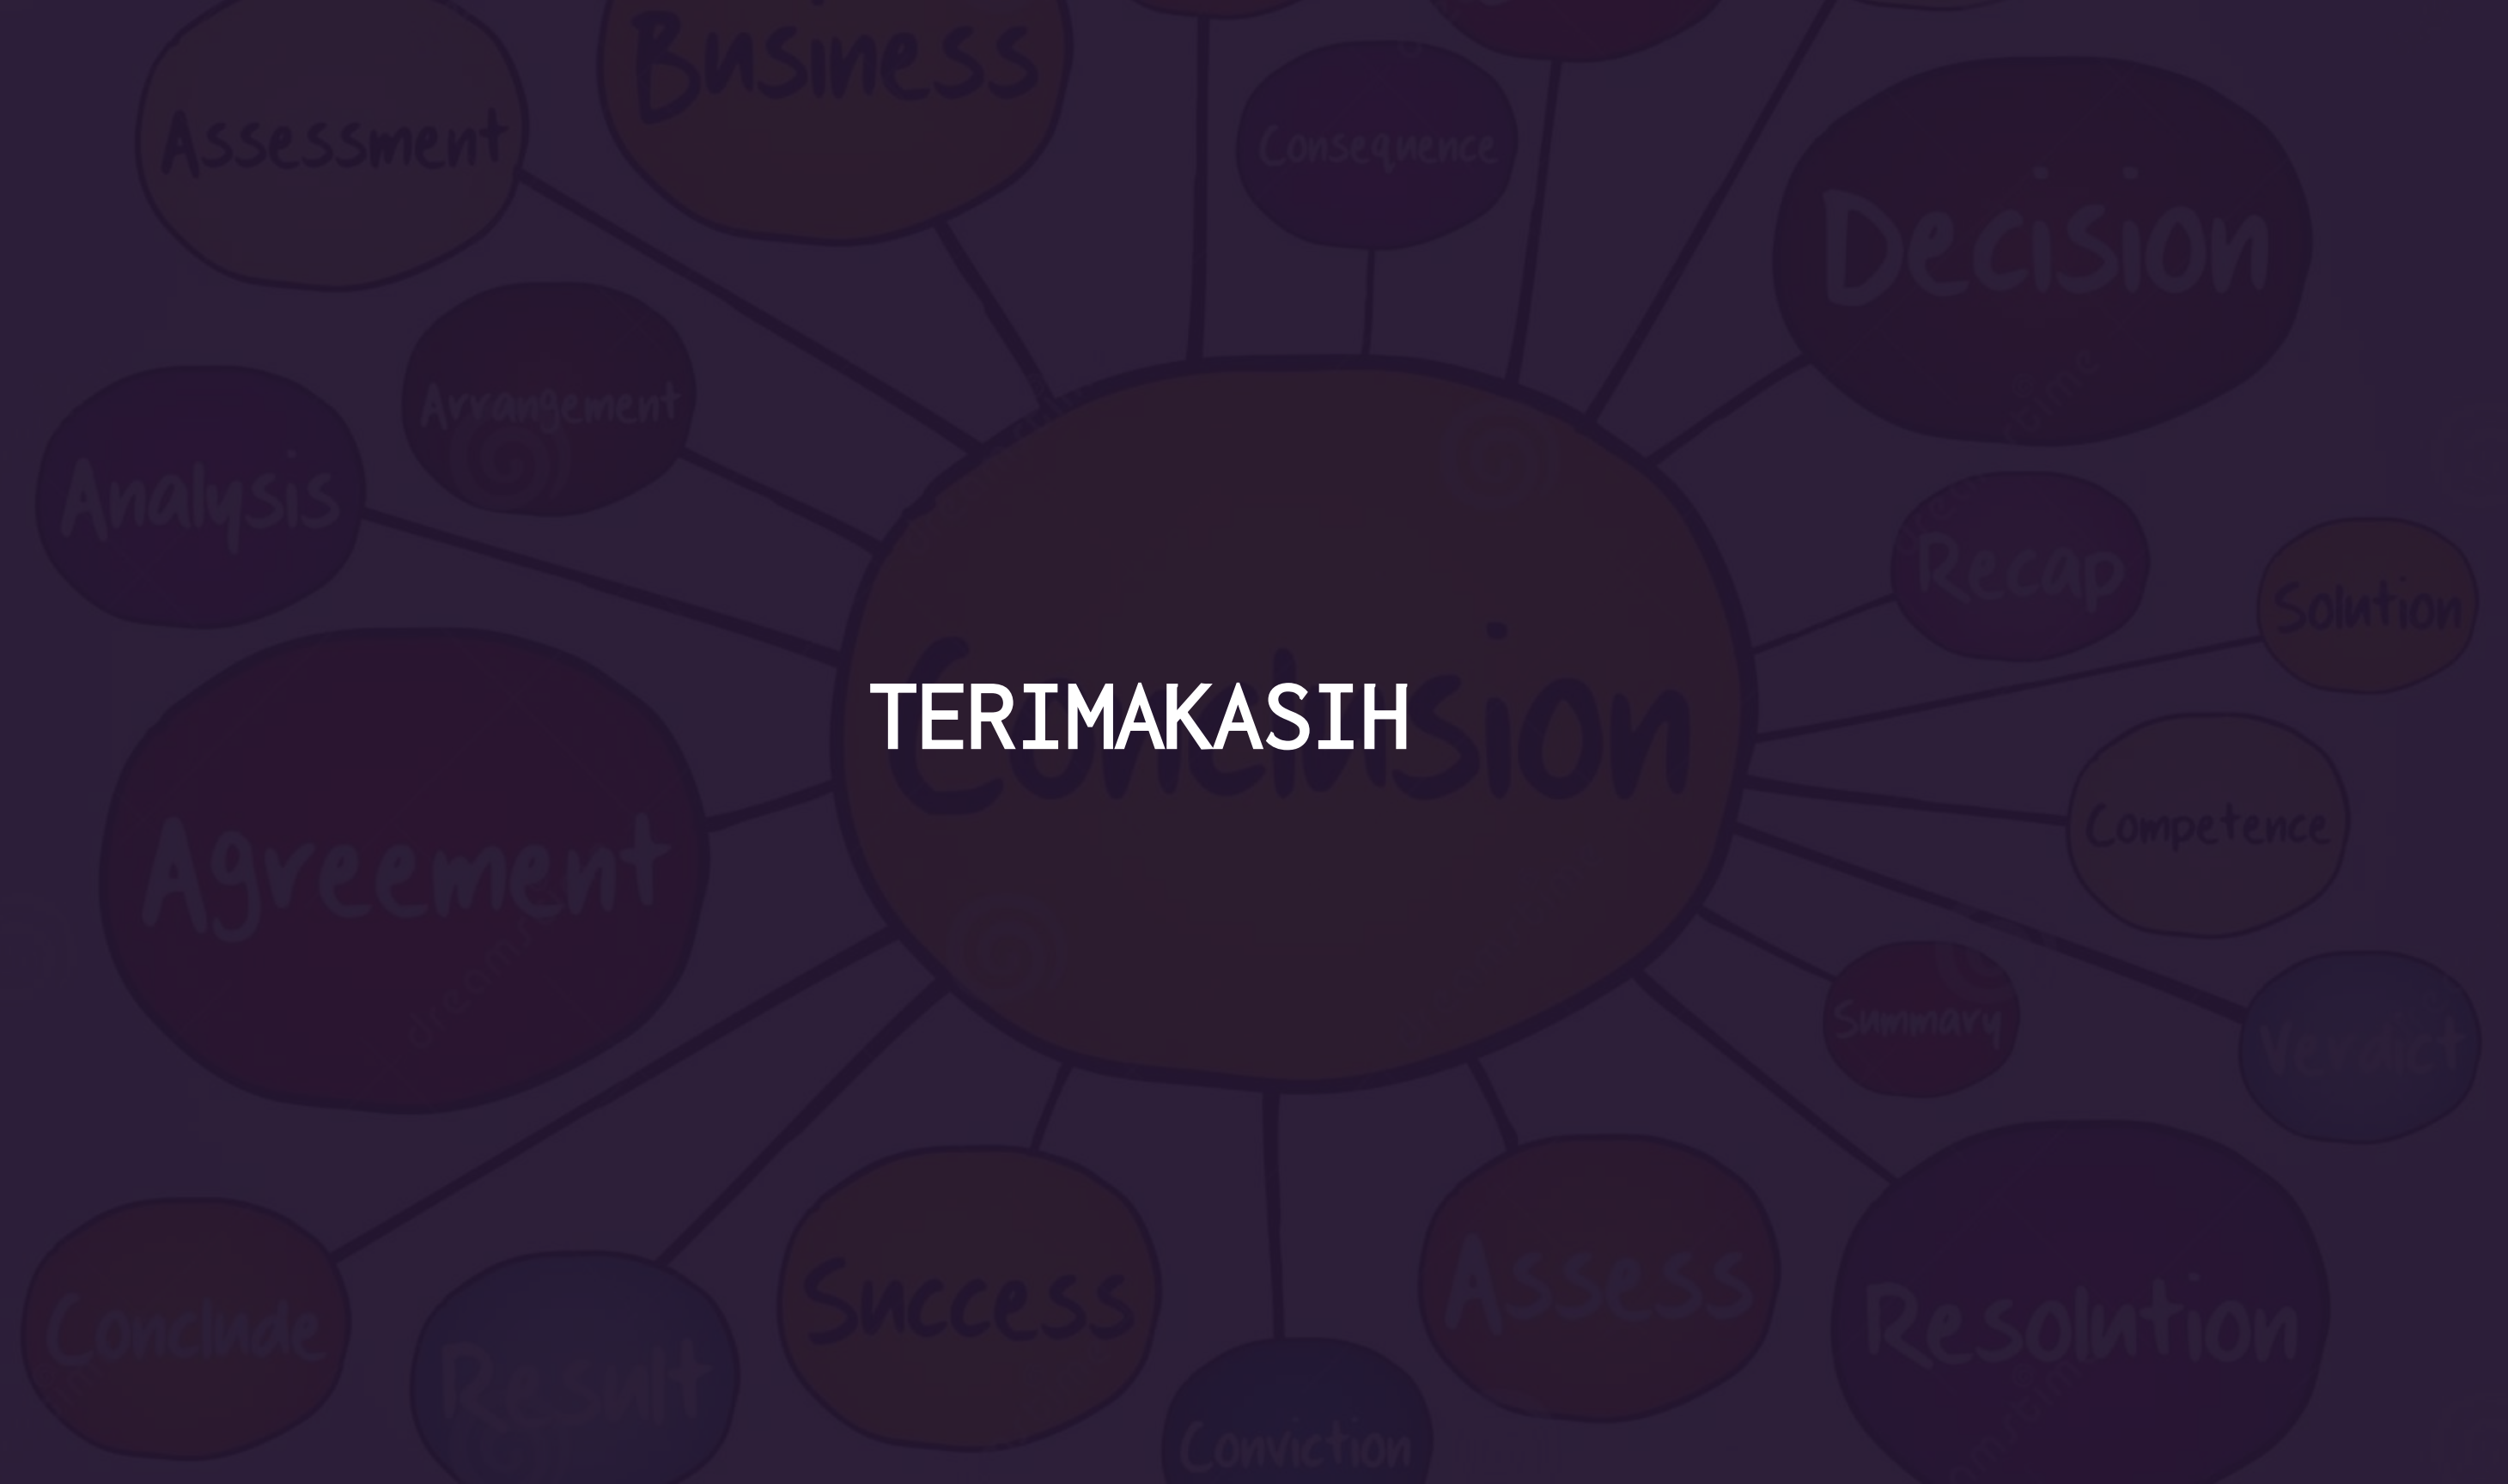 Business
Assessment
Consequence
Decision
Arrangement
Analysis
Recap
Solution
Conclusion
TERIMAKASIH
Agreement
Competence
Summary
Verdict
Success
Assess
Resolution
Conclude
Result
Conviction